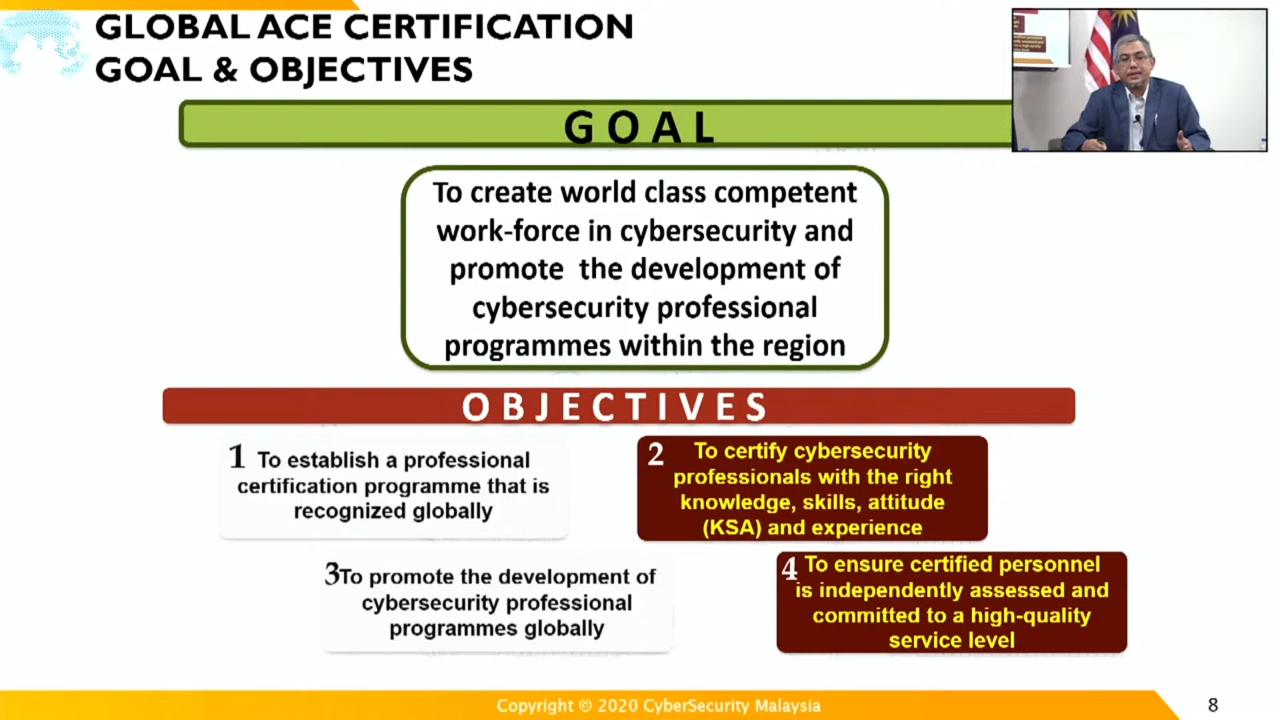 GLOBAL ACE CERTIFICATION
GOAL & OBJECTIVES
GOAL
To create world class competent
work-force in cybersecurity and
promote the development of
cybersecurity professional
programmes within the region
OBJECTIVES
1 To establish a professional
certification programme that is
recognized globally
2 To certify cybersecurity
professionals with the right
knowledge, skills, attitude
(KSA) and experience
3 To promote the development of
cybersecurity professional
programmes globally
4 To ensure certified personnel
is independently assessed and
committed to a high-quality
service level
Copyright © 2020 CyberSecurity Malaysia
8